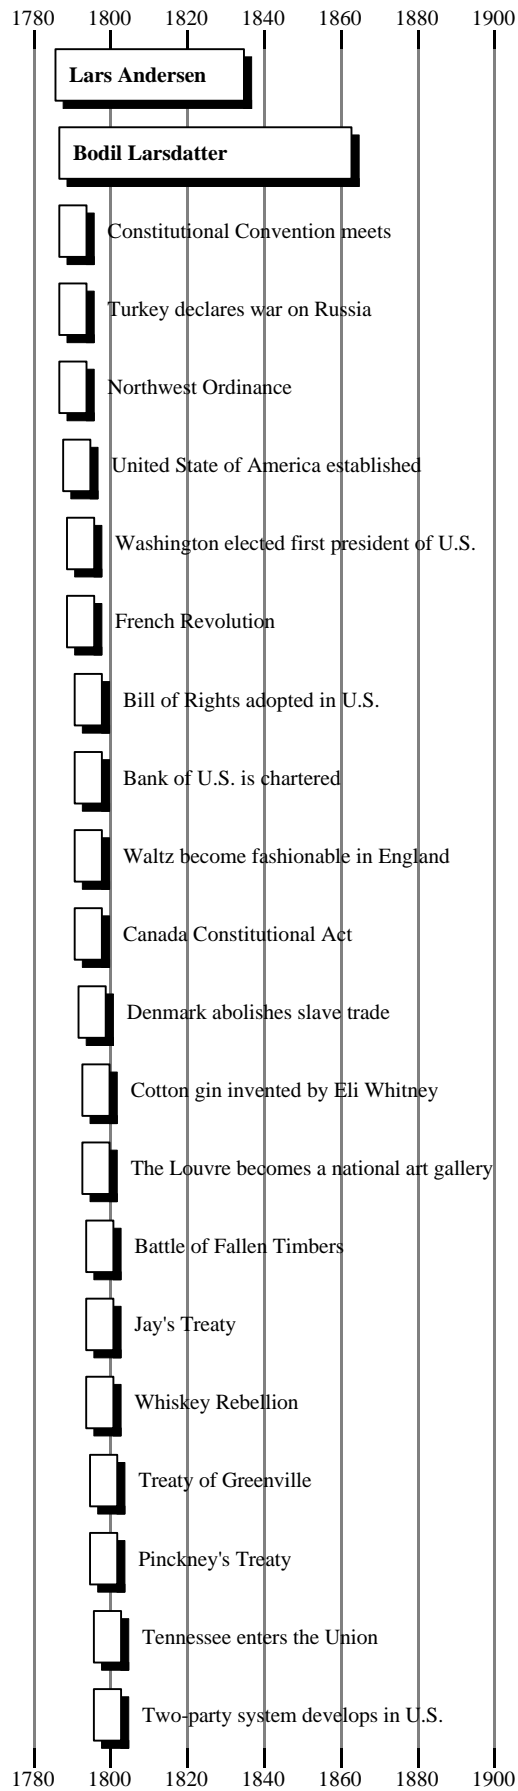 1780 1800 1820 1840 1860 1880 1900
Lars Andersen
Bodil Larsdatter
Constitutional Convention meets
Turkey declares war on Russia
Northwest Ordinance
United State of America established
Washington elected first president of U.S.
French Revolution
Bill of Rights adopted in U.S.
Bank of U.S. is chartered
Waltz become fashionable in England
Canada Constitutional Act
Denmark abolishes slave trade
Cotton gin invented by Eli Whitney
The Louvre becomes a national art gallery
Battle of Fallen Timbers
Jay's Treaty
Whiskey Rebellion
Treaty of Greenville
Pinckney's Treaty
Tennessee enters the Union
Two-party system develops in U.S.
1780 1800 1820 1840 1860 1880 1900